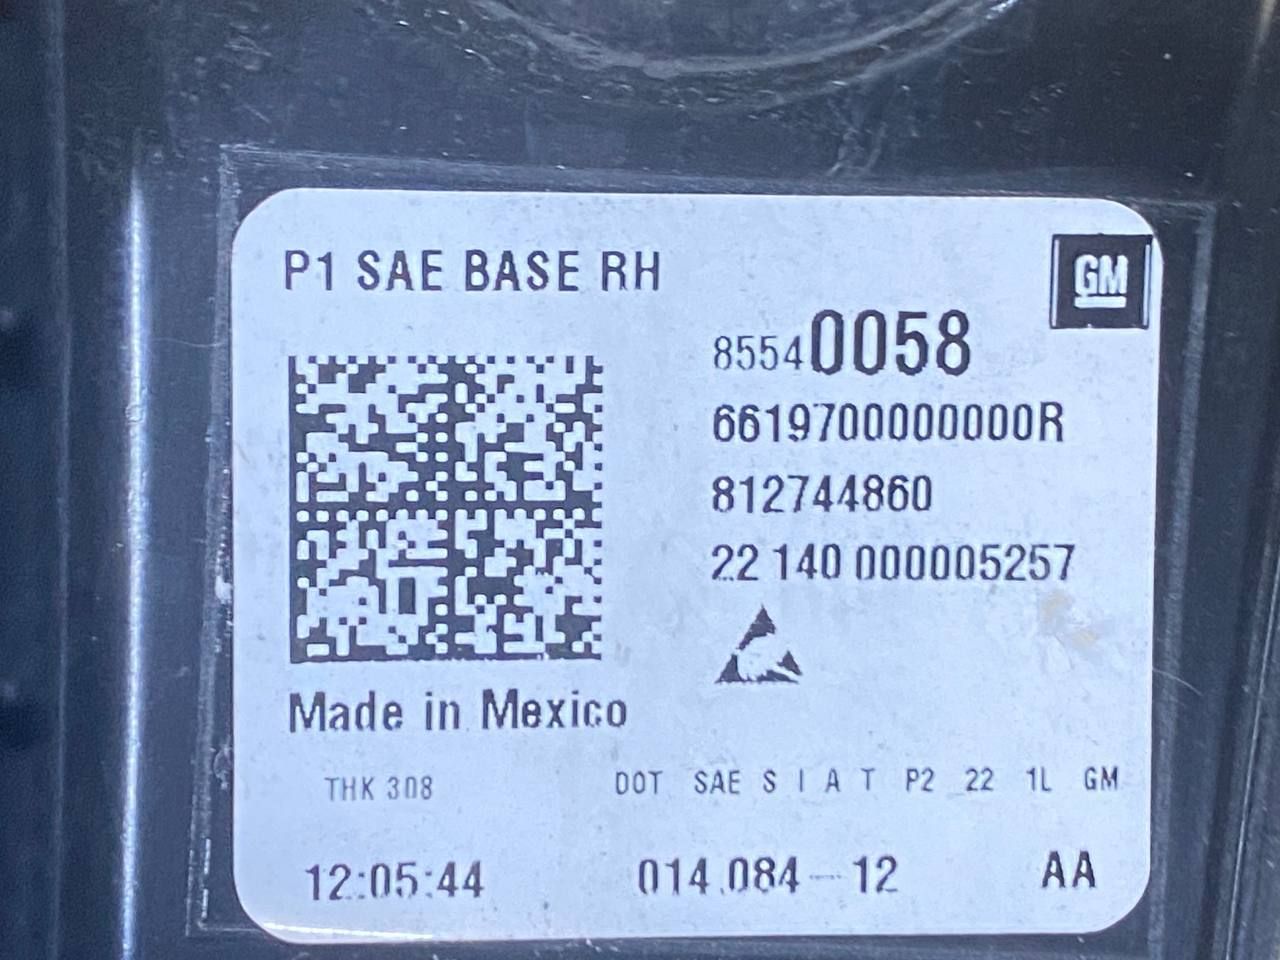 P1 SAE BASE RH
GM
85540058
6619700000000R
812744860
22 140 000005257
Made in Mexico
THK 308
DOT SAE S I A T P2 22 1L GM
12:05:44
014.084-12
AA